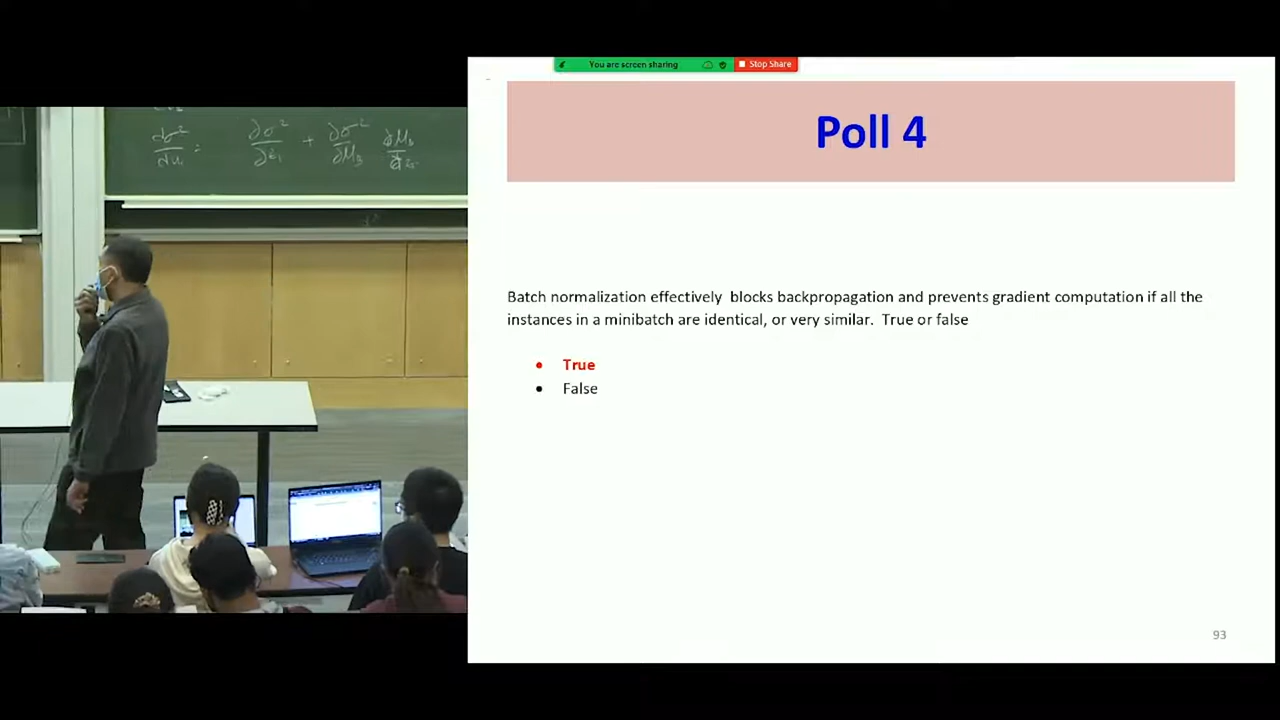 You are screen sharing
Stop Share
Poll 4
Batch normalization effectively blocks backpropagation and prevents gradient computation if all the
instances in a minibatch are identical, or very similar. True or false
• True
• False
93